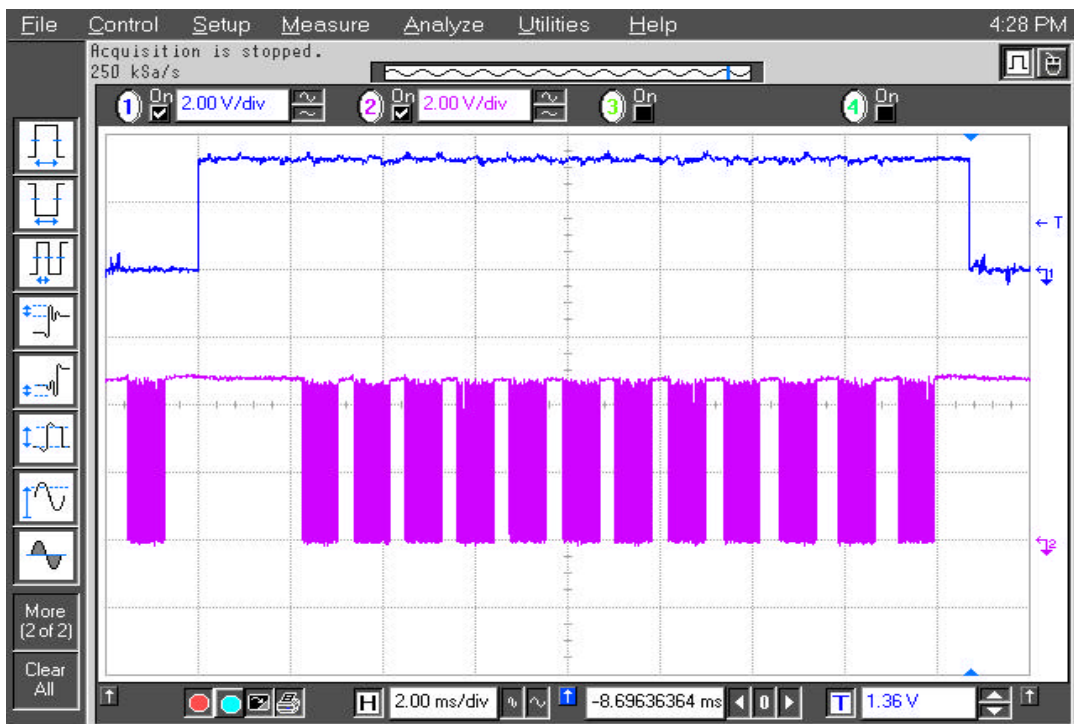 File Control Setup Measure Analyze Utilities Help 4:28 PM
Acquisition is stopped.
250 kSa/s
1 On 2.00 V/div 2 On 2.00 V/div 3 On 4 On
T
1
2
More
(2 of 2)
Clear
All
H 2.00 ms/div -8.69636364 ms 0 T 1.36 V